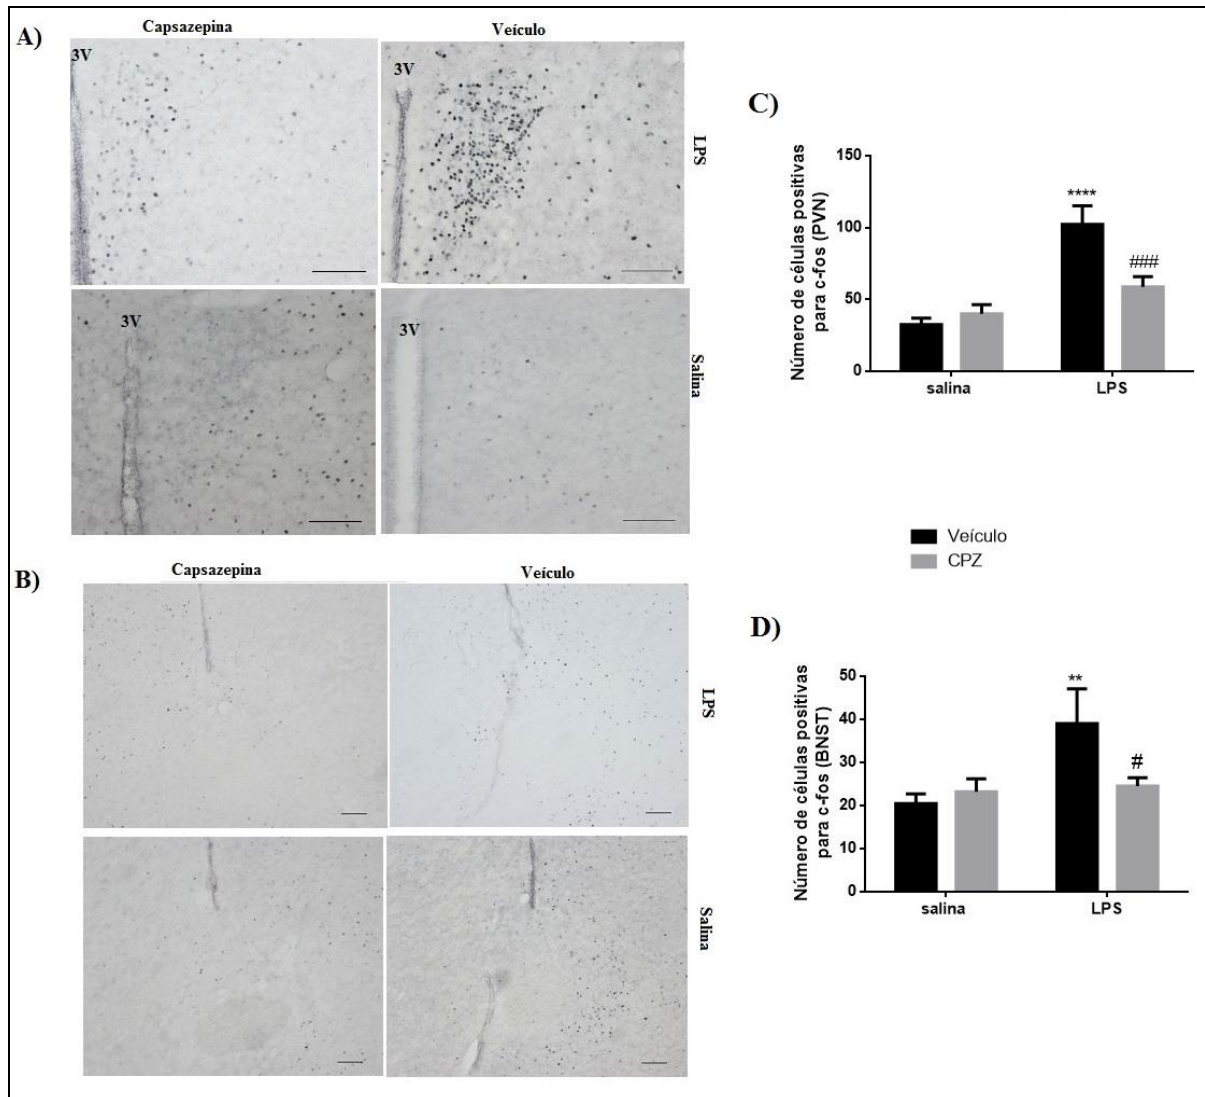 A)
Capsazepina
Veículo
3V
3V
LPS
3V
3V
Salina
B)
Capsazepina
Veículo
LPS
Salina
C)
Número de células positivas
para c-fos (PVN)
150
100
50
0
****
###
salina
LPS
Veículo
CPZ
D)
Número de células positivas
para c-fos (BNST)
50
40
30
20
10
0
**
#
salina
LPS